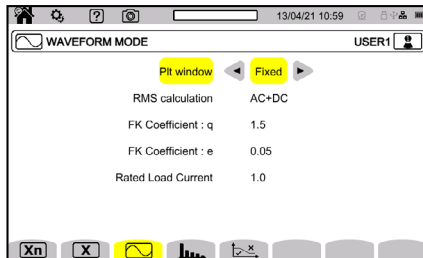 ?
13/04/21 10:59
WAVEFORM MODE
USER1
Plt window
Fixed
RMS calculation
AC+DC
FK Coefficient : q
1.5
FK Coefficient : e
0.05
Rated Load Current
1.0
Xn
X
x